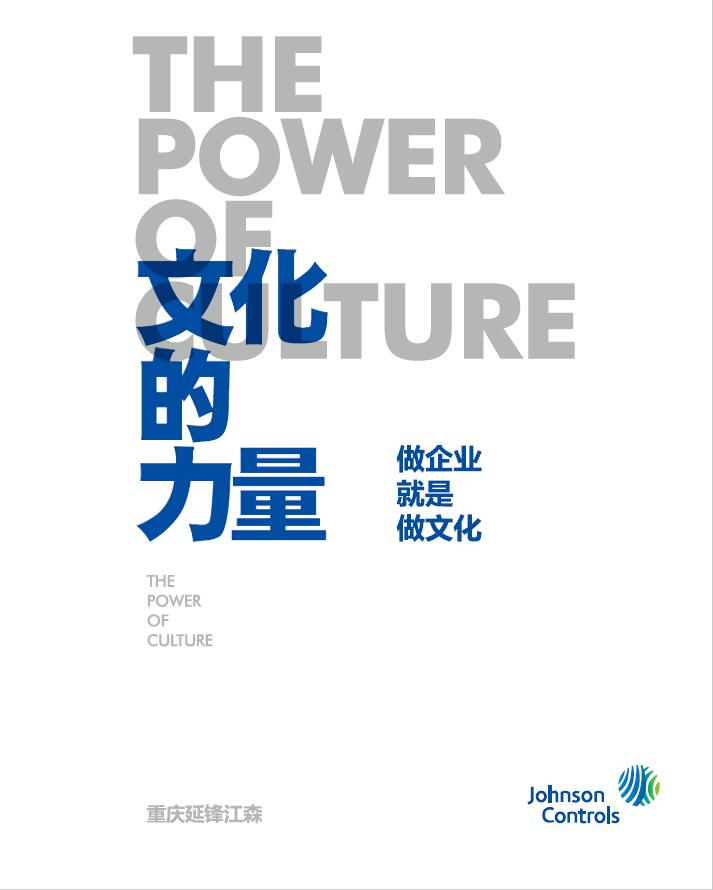 THE
POWER
OF
CULTURE
文化
的
力量
做企业
就是
做文化
THE
POWER
OF
CULTURE
重庆延锋江森
Johnson
Controls